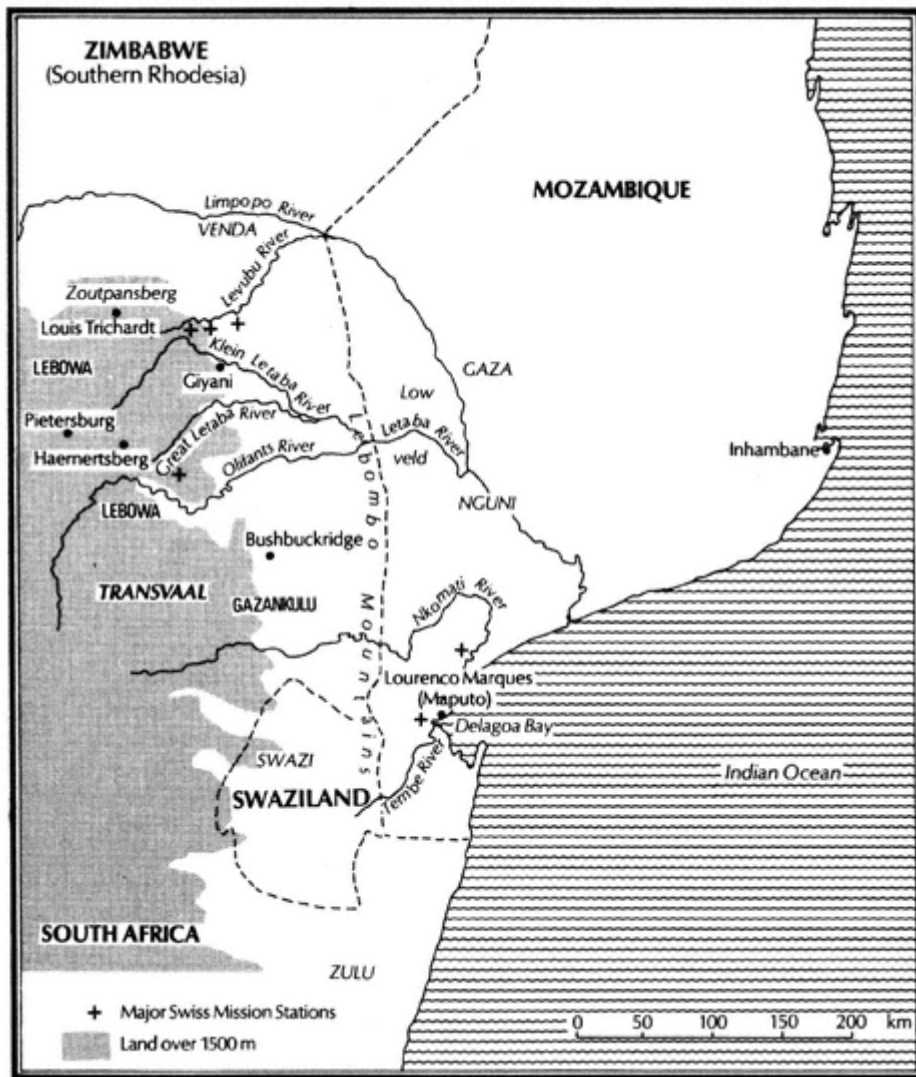 ZIMBABWE
(Southern Rhodesia)
MOZAMBIQUE
Limpopo River
VENDA
Levubu River
Zoutpansberg
Louis Trichardt
LEBOWA
Klein Letaba River
Giyani
GAZA
Low
Pietersburg
Haernertsberg
Great Letaba River
Letaba River
Inhambane
Olifants River
veld
LEBOWA
NGUNI
Lebombo Mountsins
Bushbuckridge
TRANSVAAL
GAZANKULU
Nkomati River
Lourenco Marques
(Maputo)
Delagoa Bay
SWAZI
Indian Ocean
SWAZILAND
Tembe River
SOUTH AFRICA
ZULU
+ Major Swiss Mission Stations
Land over 1500 m
0 50 100 150 200 km